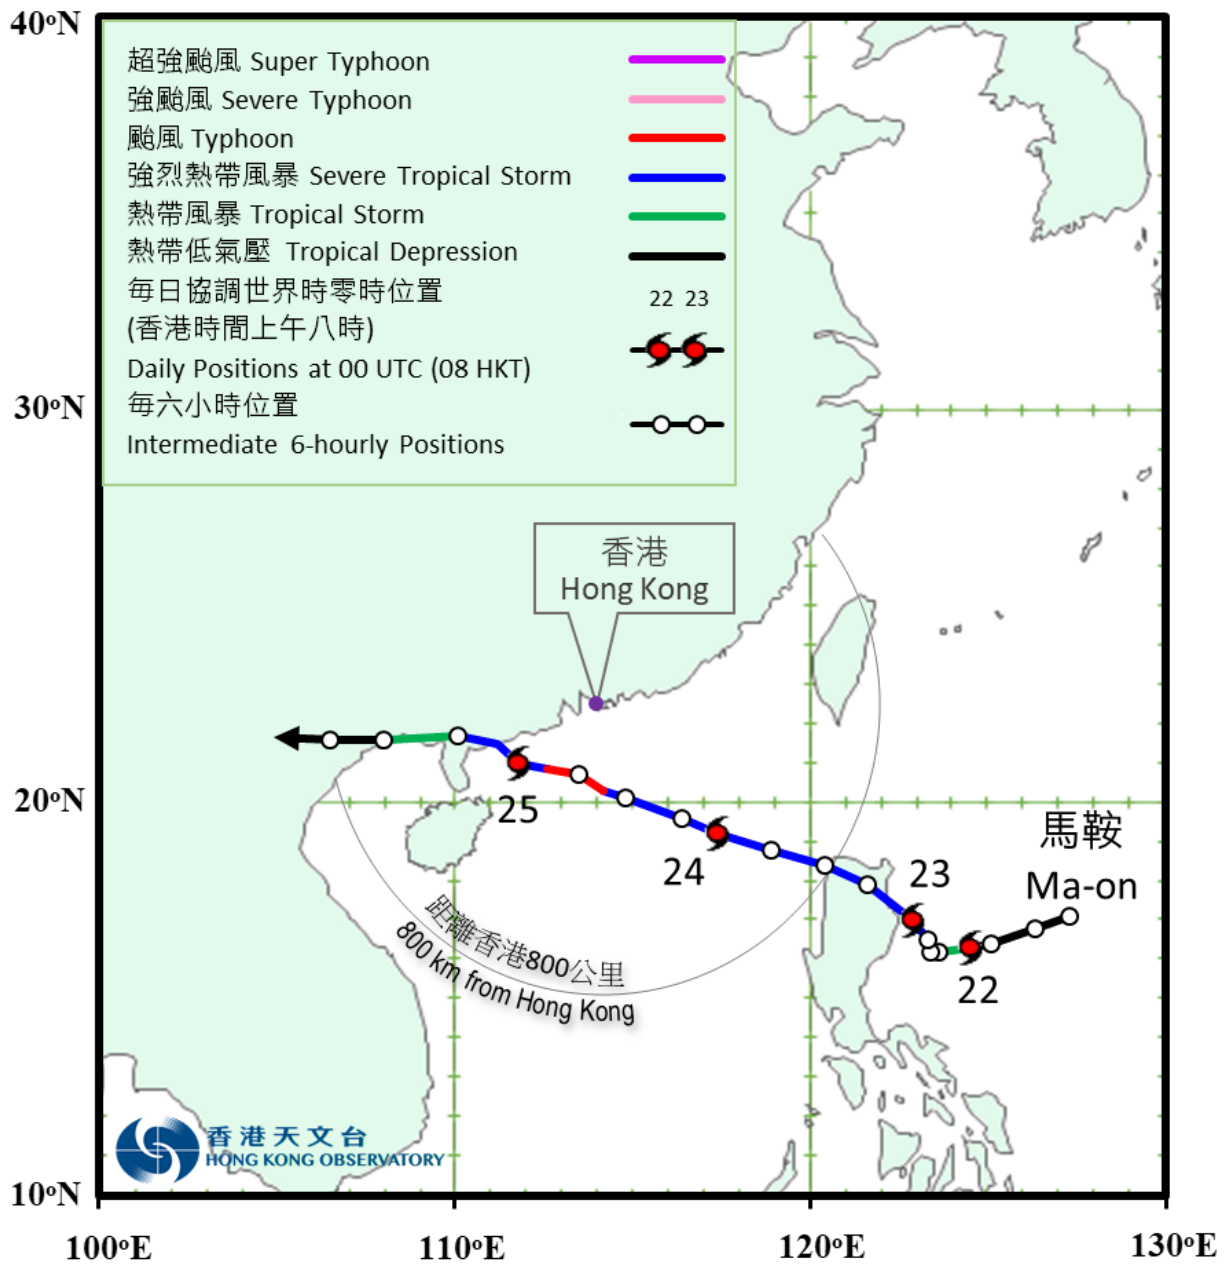 40°N
超強颱風 Super Typhoon
強颱風 Severe Typhoon
颱風 Typhoon
強烈熱帶風暴 Severe Tropical Storm
熱帶風暴 Tropical Storm
熱帶低氣壓 Tropical Depression
每日協調世界時零時位置
22 23
(香港時間上午八時)
Daily Positions at 00 UTC (08 HKT)
每六小時位置
Intermediate 6-hourly Positions
30°N
香港
Hong Kong
20°N
25
24
23
22
馬鞍
Ma-on
距離香港800公里
800 km from Hong Kong
香港天文台
HONG KONG OBSERVATORY
10°N
100°E
110°E
120°E
130°E